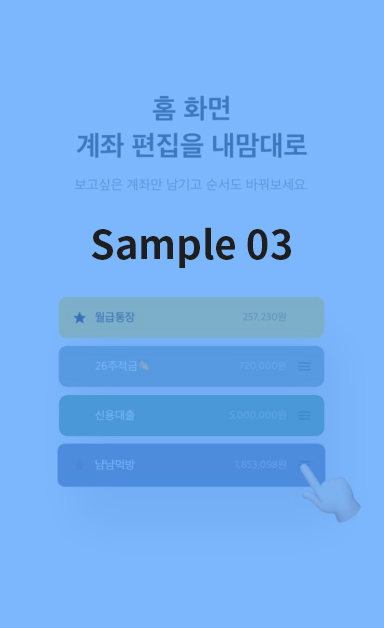 홈 화면
계좌 편집을 내맘대로
보고싶은 계좌만 남기고 순서도 바꿔보세요.
Sample 03
월급통장 257,230원
26주적금 720,000원
신용대출 5,000,000원
냠냠먹방 1,853,098원